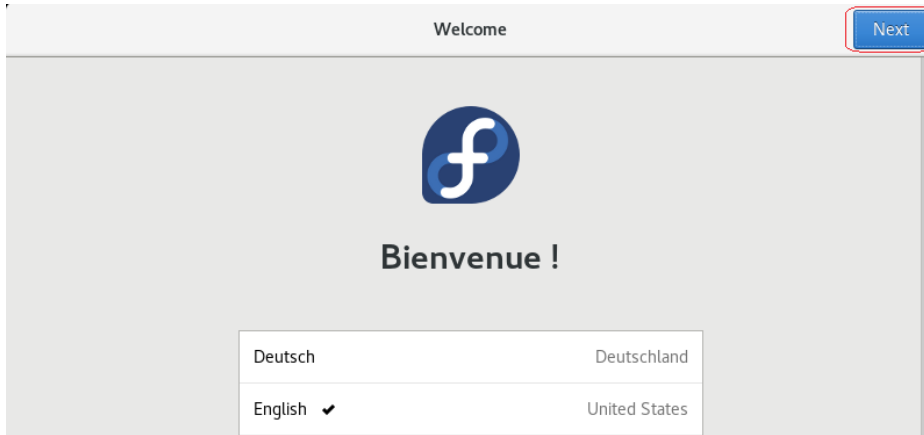 Welcome
Next
Bienvenue !
Deutsch Deutschland
English ✔ United States